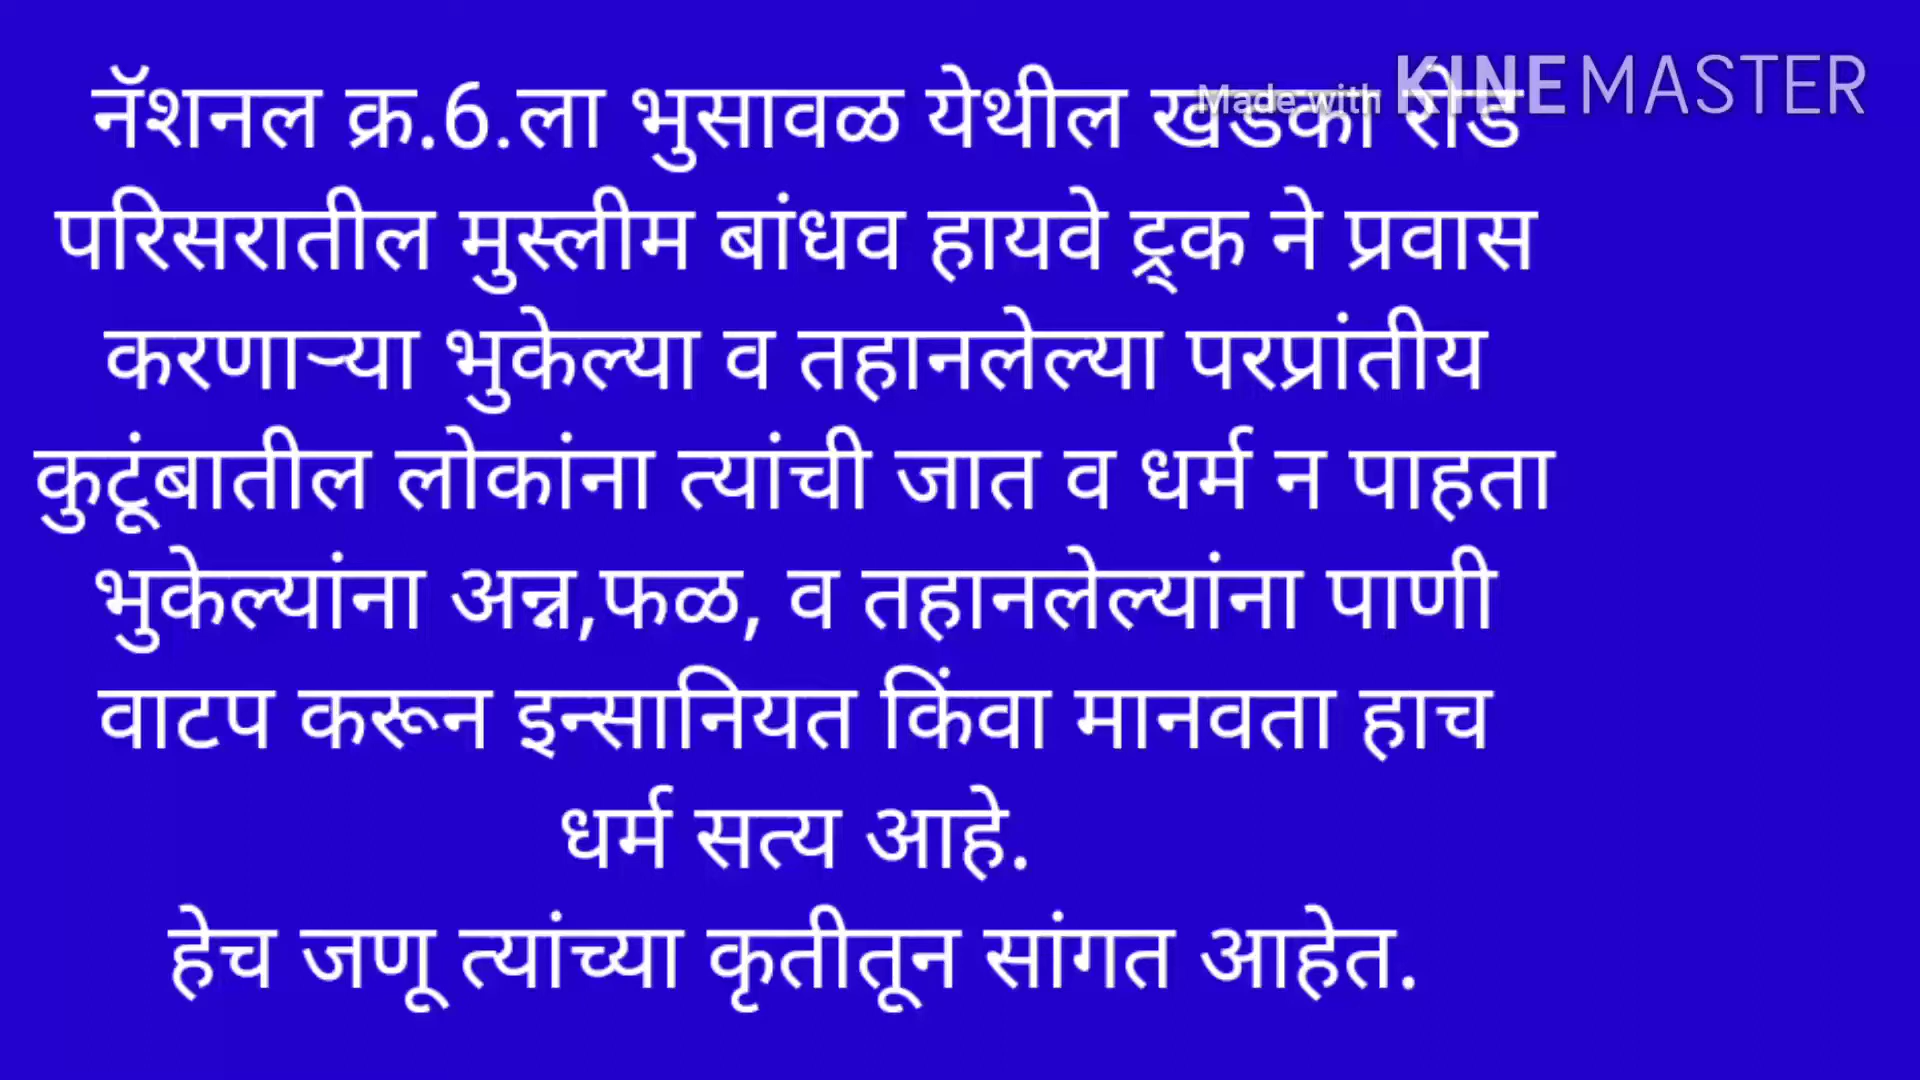 नॅशनल क्र.6.ला भुसावळ येथील खडका रोड
Made with KINEMASTER
परिसरातील मुस्लीम बांधव हायवे ट्र्क ने प्रवास
करणाऱ्या भुकेल्या व तहानलेल्या परप्रांतीय
कुटूंबातील लोकांना त्यांची जात व धर्म न पाहता
भुकेल्यांना अन्न,फळ, व तहानलेल्यांना पाणी
वाटप करून इन्सानियत किंवा मानवता हाच
धर्म सत्य आहे.
हेच जणू त्यांच्या कृतीतून सांगत आहेत.